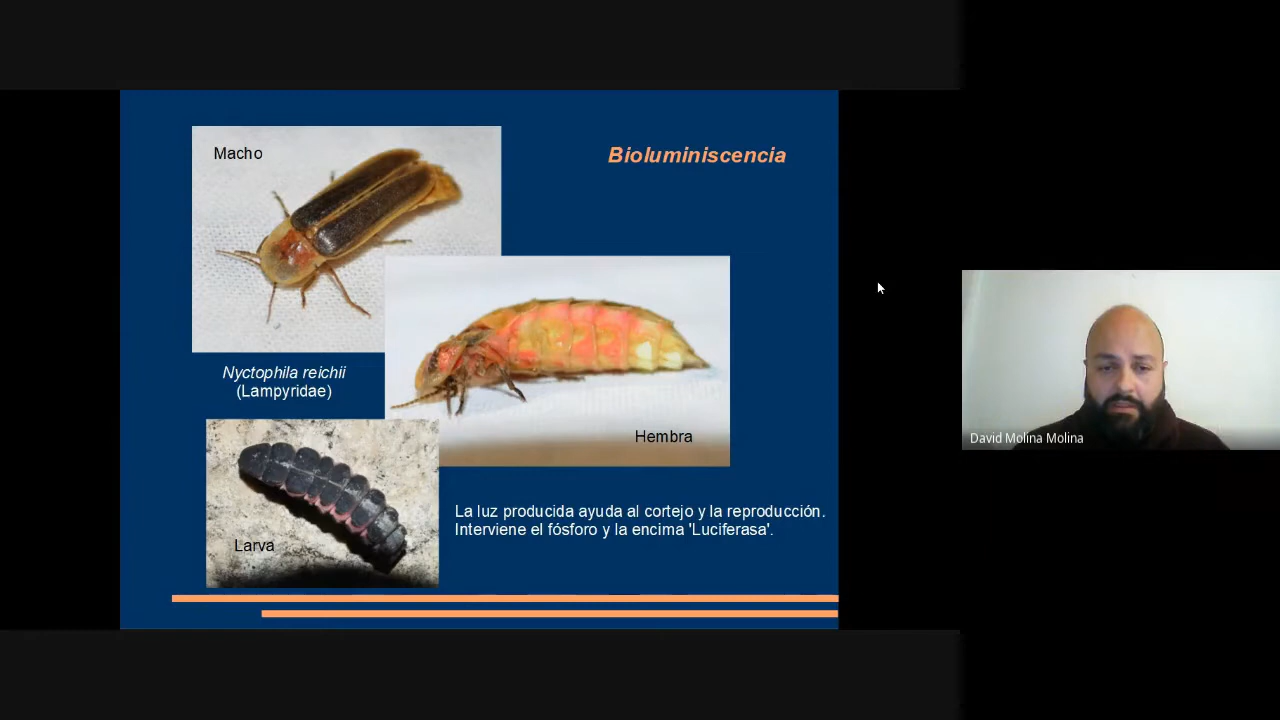 Macho
Bioluminiscencia
Nyctophila reichii
(Lampyridae)
Hembra
Larva
La luz producida ayuda al cortejo y la reproducción.
Interviene el fósforo y la encima 'Luciferasa'.
David Molina Molina